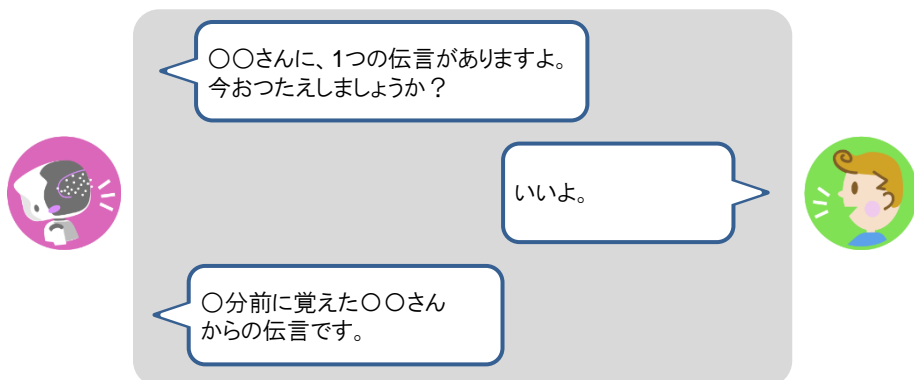 〇〇さんに、1つの伝言がありますよ。
今おつたえしましょうか？
いいよ。
〇分前に覚えた〇〇さん
からの伝言です。